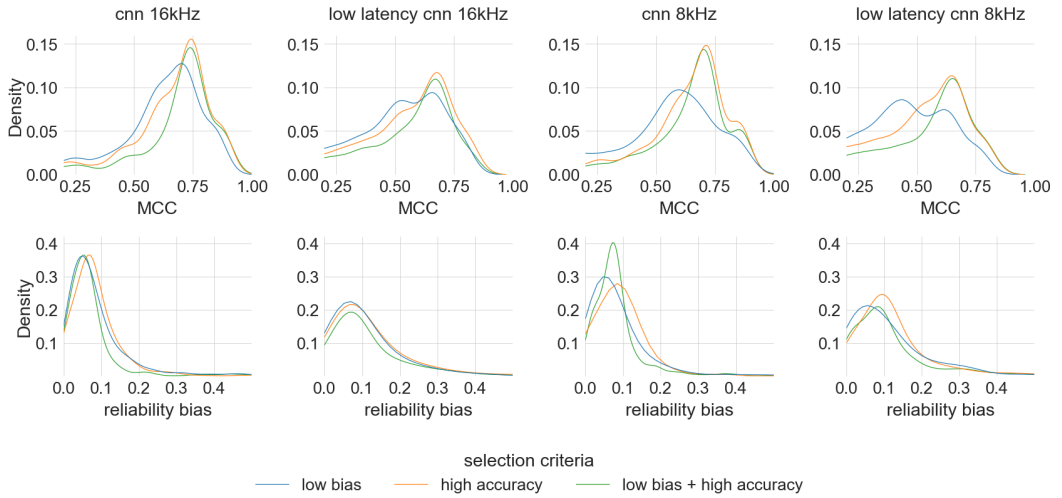 cnn 16kHz
low latency cnn 16kHz
cnn 8kHz
low latency cnn 8kHz
Density
0.15
0.10
0.05
0.00
0.25 0.50 0.75 1.00
MCC
0.15
0.10
0.05
0.00
0.25 0.50 0.75 1.00
MCC
0.15
0.10
0.05
0.00
0.25 0.50 0.75 1.00
MCC
0.15
0.10
0.05
0.00
0.25 0.50 0.75 1.00
MCC
Density
0.4
0.3
0.2
0.1
0.0 0.1 0.2 0.3 0.4
reliability bias
0.4
0.3
0.2
0.1
0.0 0.1 0.2 0.3 0.4
reliability bias
0.4
0.3
0.2
0.1
0.0 0.1 0.2 0.3 0.4
reliability bias
0.4
0.3
0.2
0.1
0.0 0.1 0.2 0.3 0.4
reliability bias
selection criteria
low bias high accuracy low bias + high accuracy